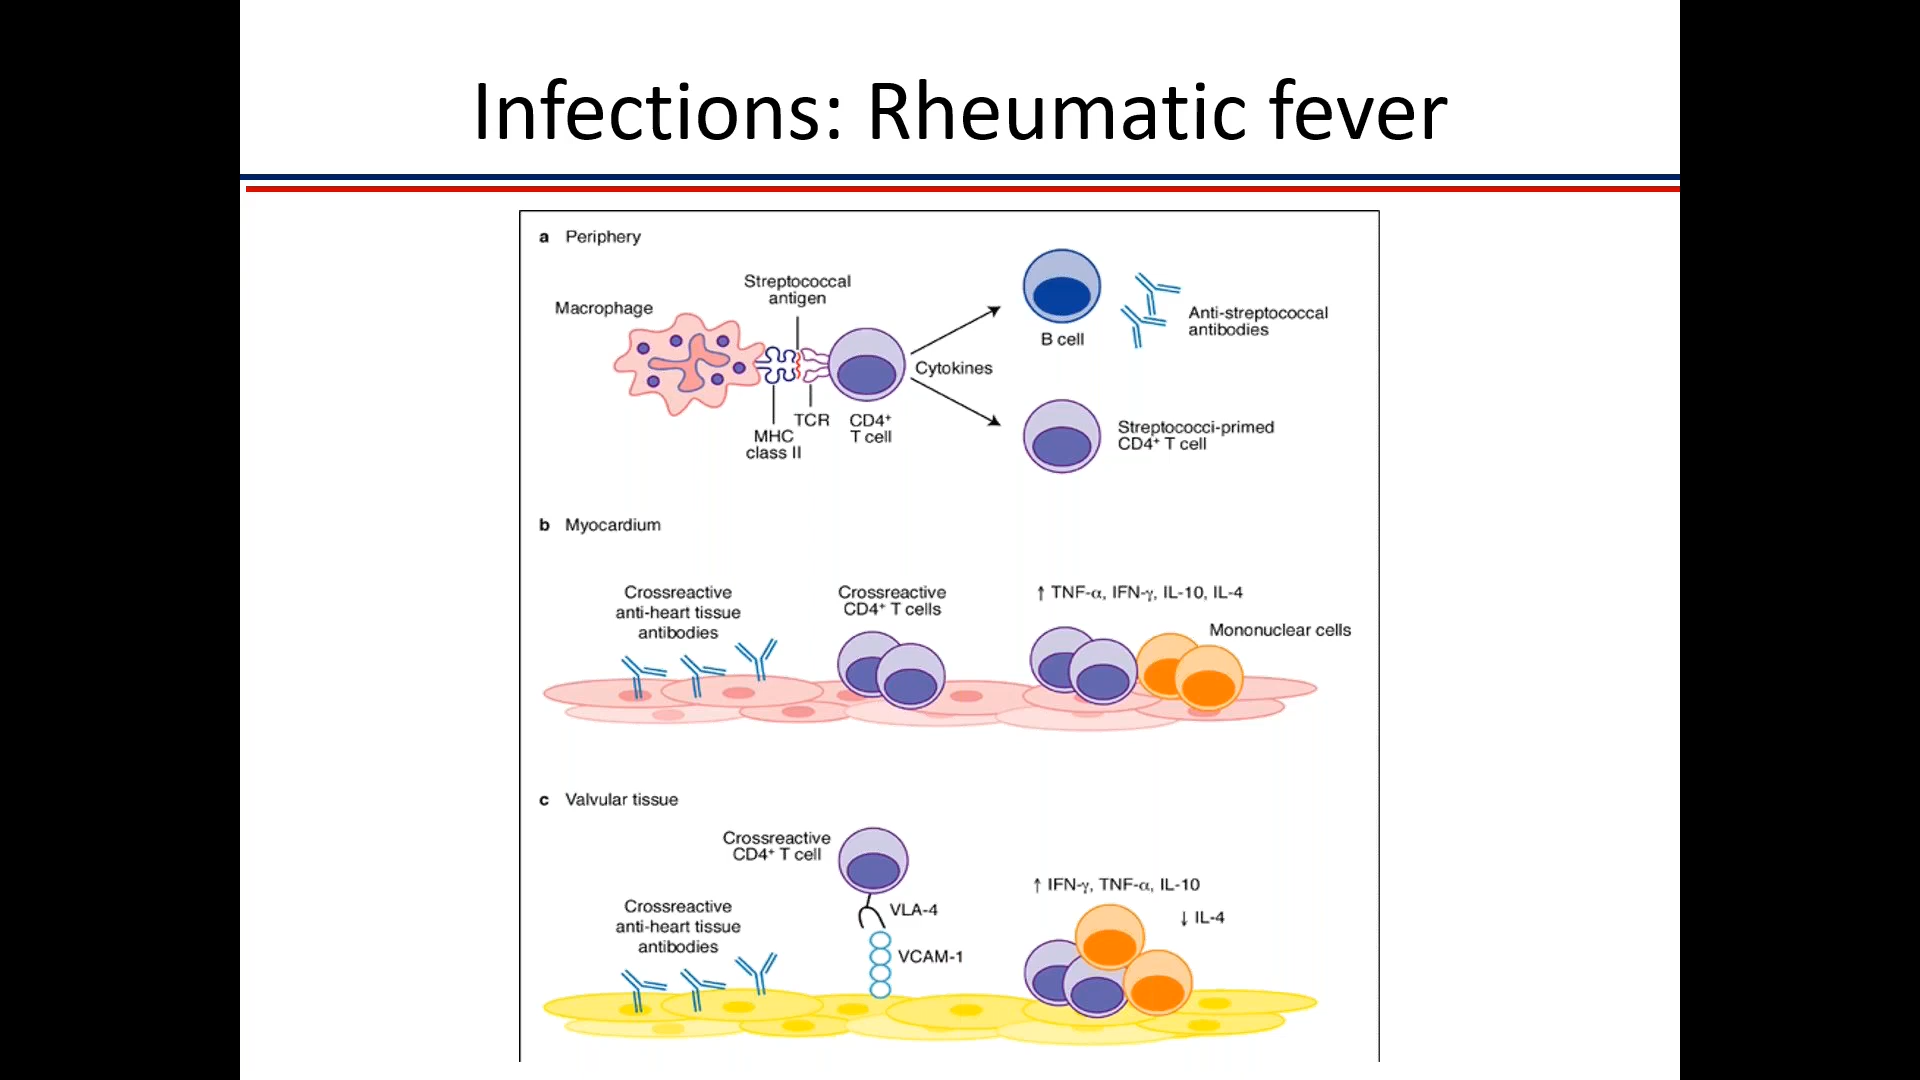 Infections: Rheumatic fever
a Periphery
Streptococcal
antigen
Macrophage
MHC
class II
TCR
CD4⁺
T cell
Cytokines
B cell
Anti-streptococcal
antibodies
Streptococci-primed
CD4⁺ T cell
b Myocardium
Crossreactive
anti-heart tissue
antibodies
Crossreactive
CD4⁺ T cells
↑ TNF-α, IFN-γ, IL-10, IL-4
Mononuclear cells
c Valvular tissue
Crossreactive
CD4⁺ T cell
VLA-4
VCAM-1
Crossreactive
anti-heart tissue
antibodies
↑ IFN-γ, TNF-α, IL-10
↓ IL-4